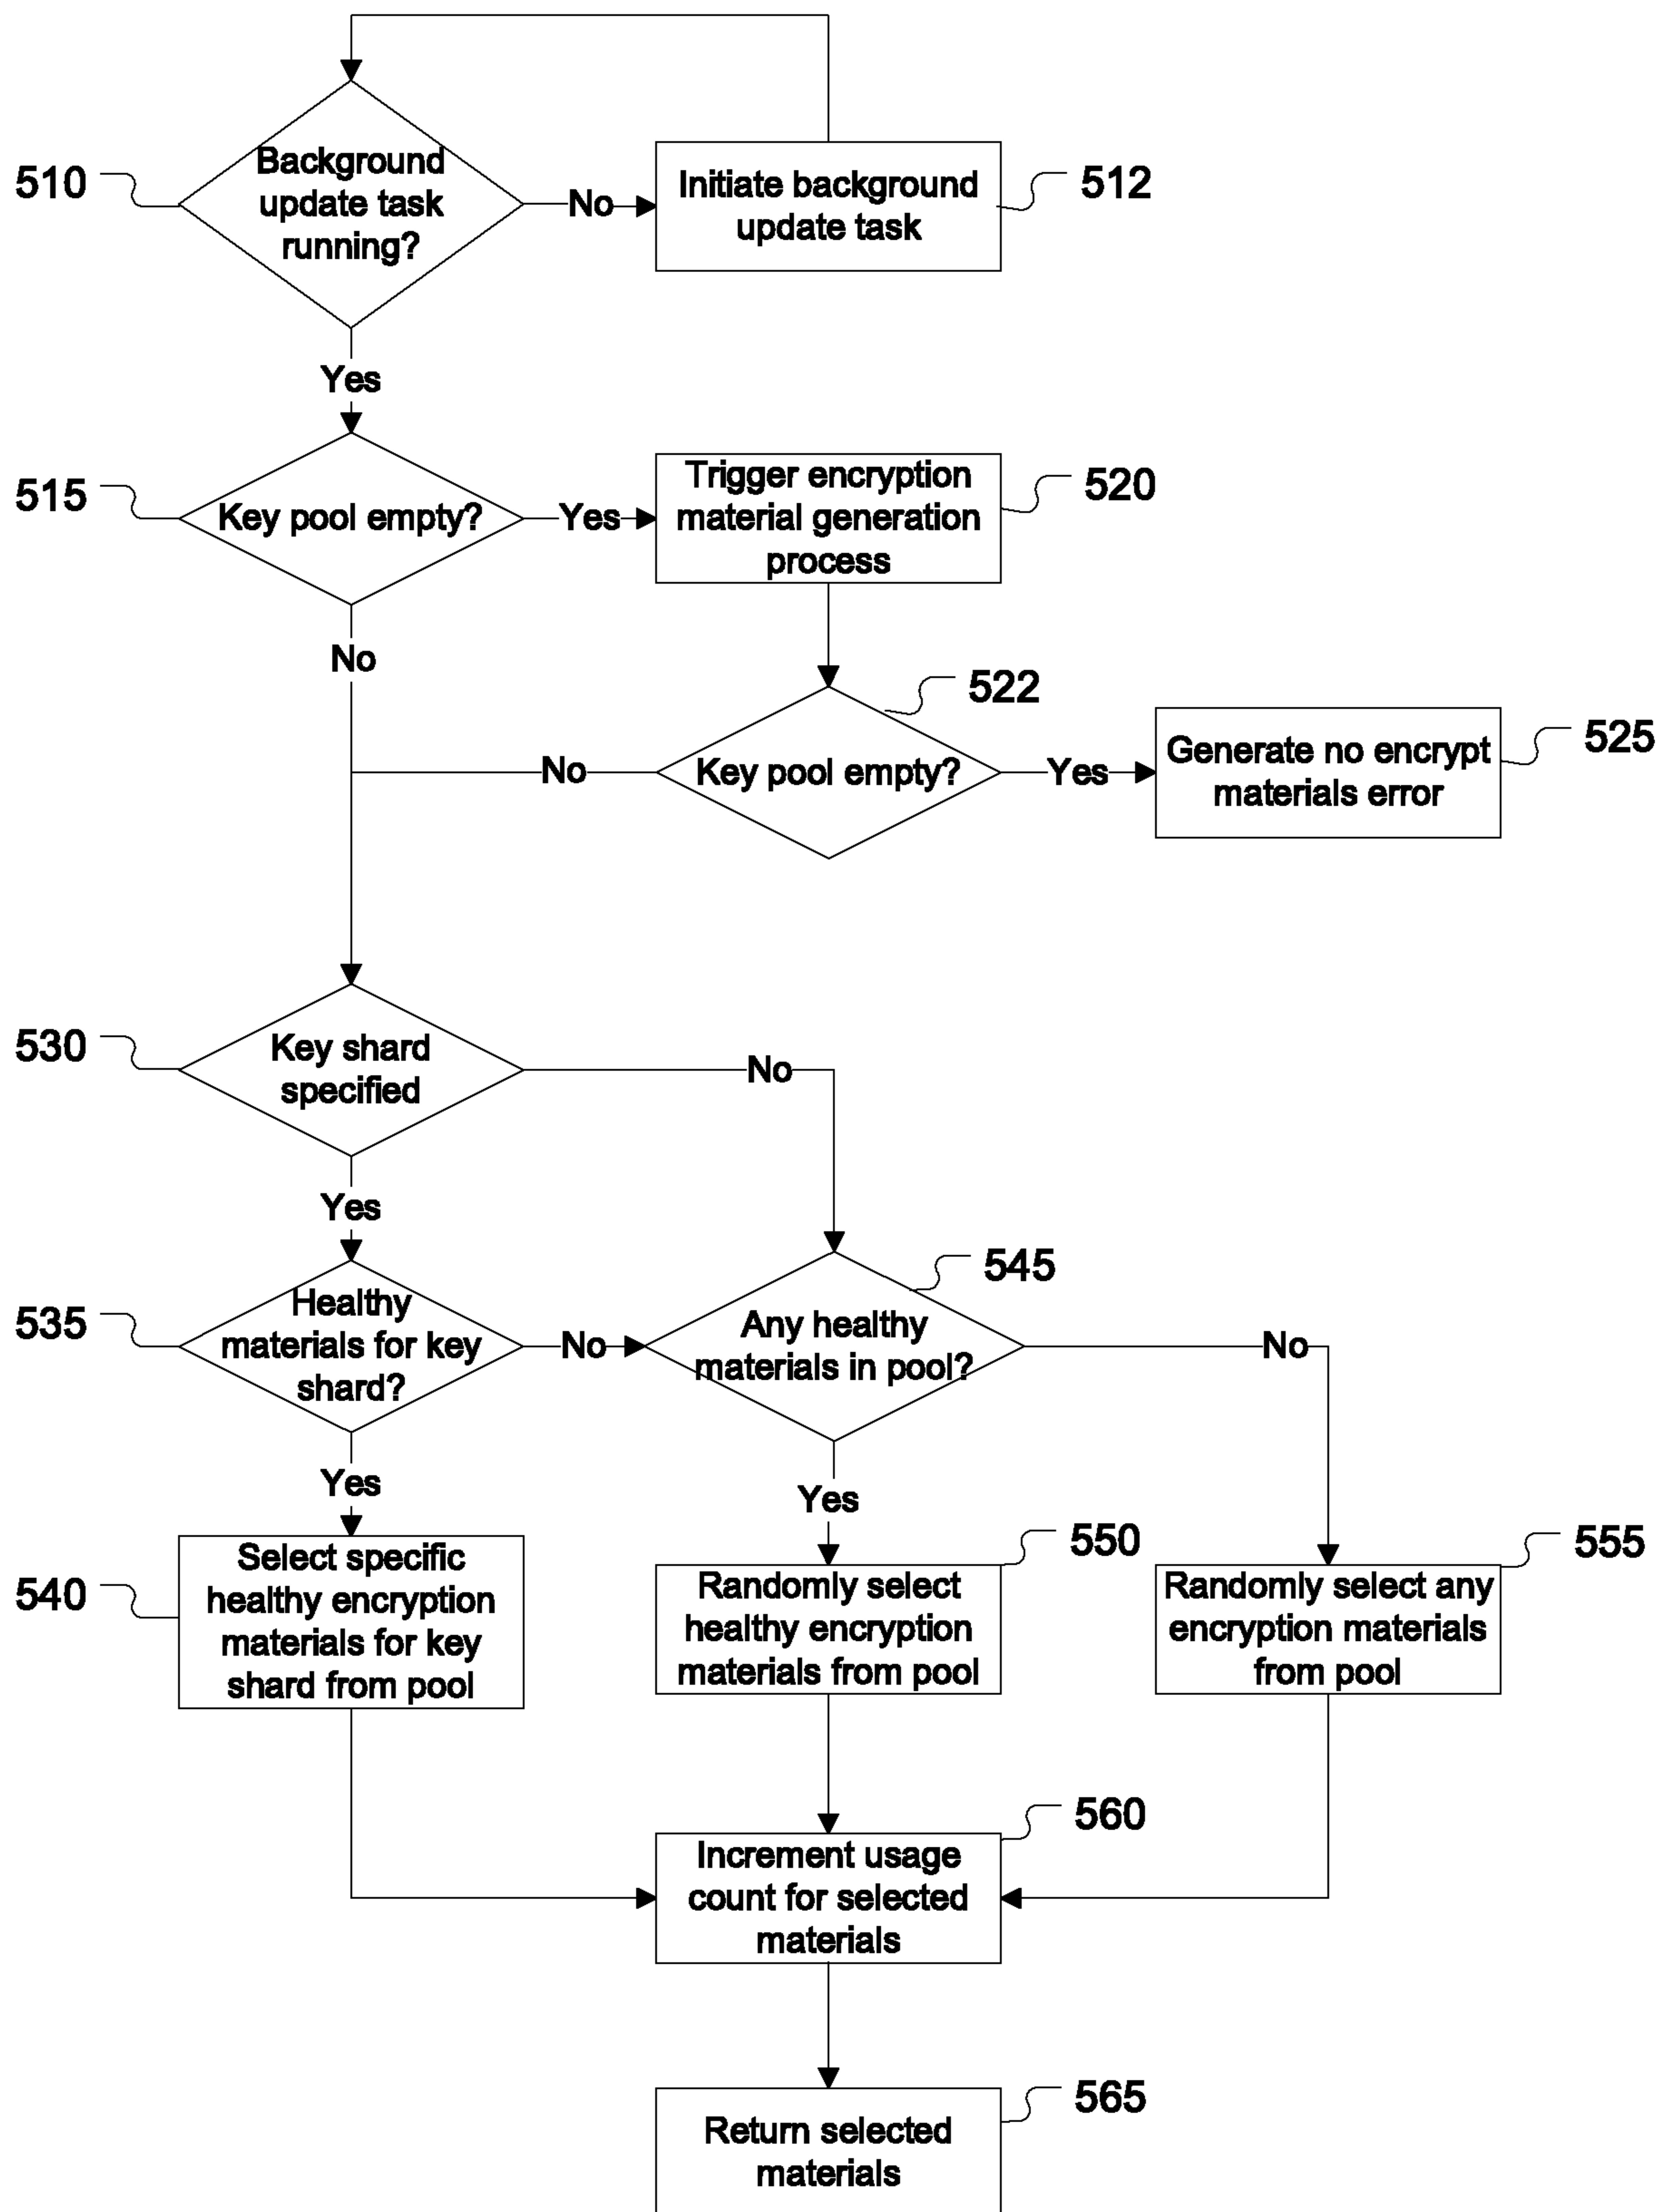 510
Background
update task
running?
No
Initiate background
update task
512
Yes
515
Key pool empty?
Yes
Trigger encryption
material generation
process
520
No
522
No
Key pool empty?
Yes
Generate no encrypt
materials error
525
530
Key shard
specified
No
Yes
535
Healthy
materials for key
shard?
No
545
Any healthy
materials in pool?
No
Yes
Yes
540
Select specific
healthy encryption
materials for key
shard from pool
550
Randomly select
healthy encryption
materials from pool
555
Randomly select any
encryption materials
from pool
560
Increment usage
count for selected
materials
565
Return selected
materials